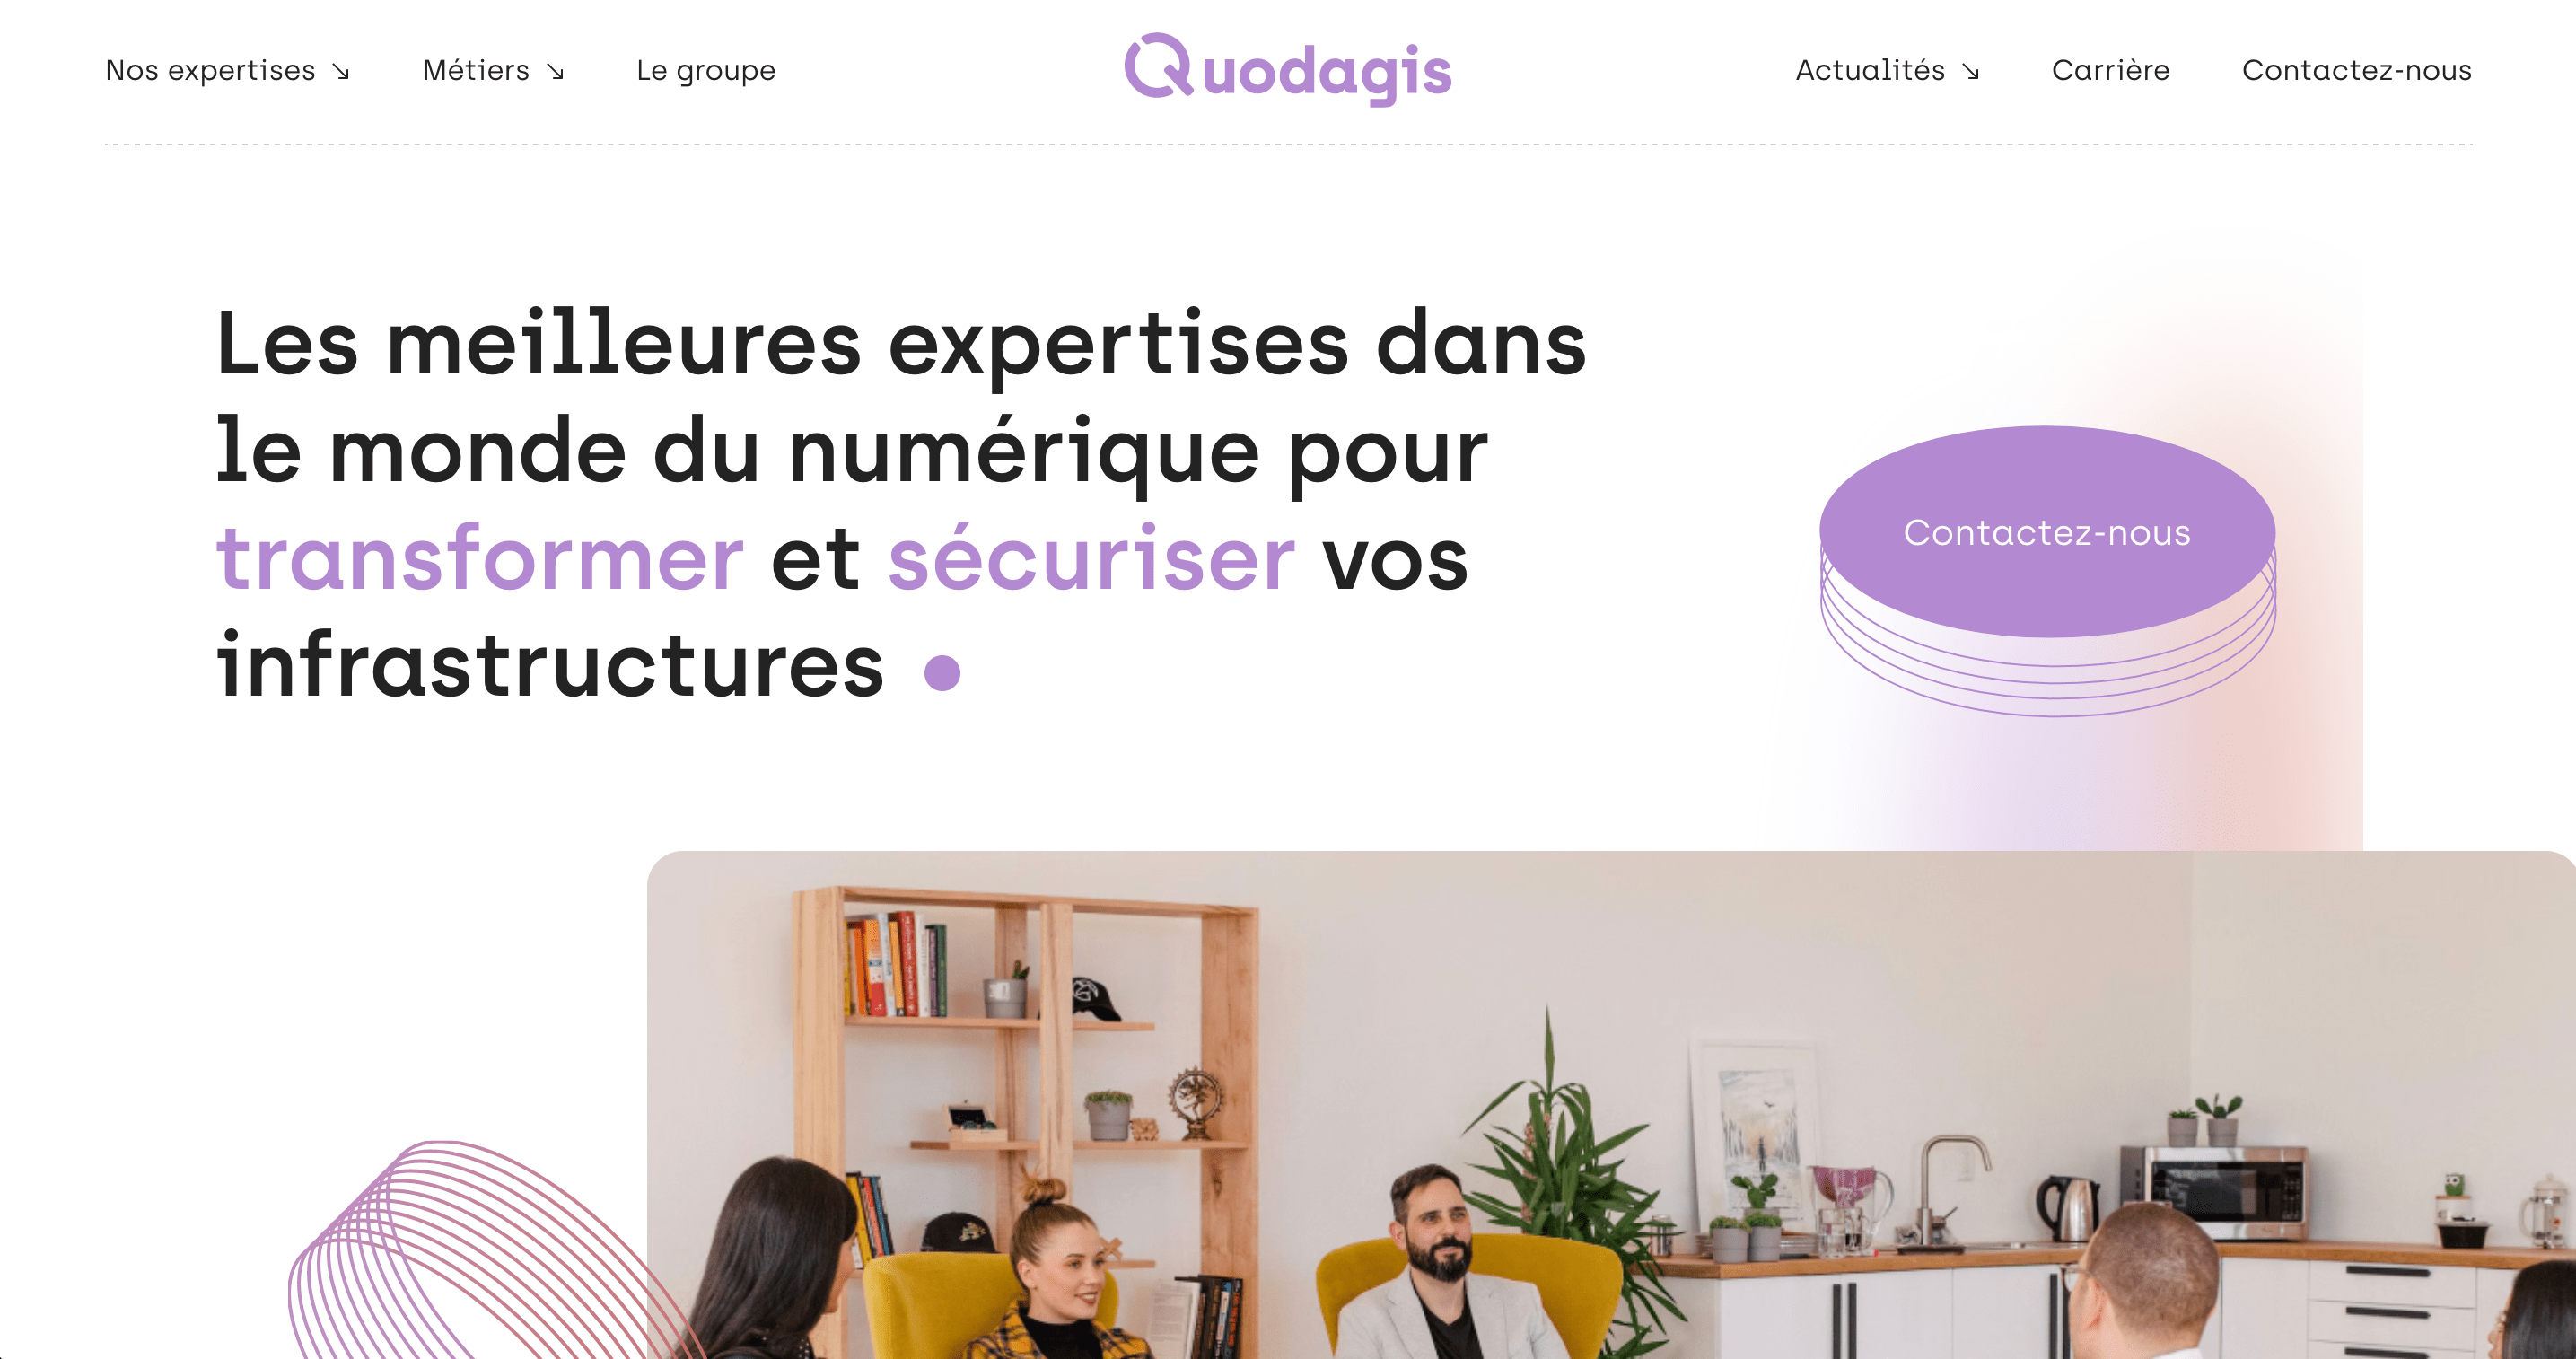 Nos expertises ↘ Métiers ↘ Le groupe Quodagis Actualités ↘ Carrière Contactez-nous
Les meilleures expertises dans
le monde du numérique pour
transformer et sécuriser vos
infrastructures
Contactez-nous